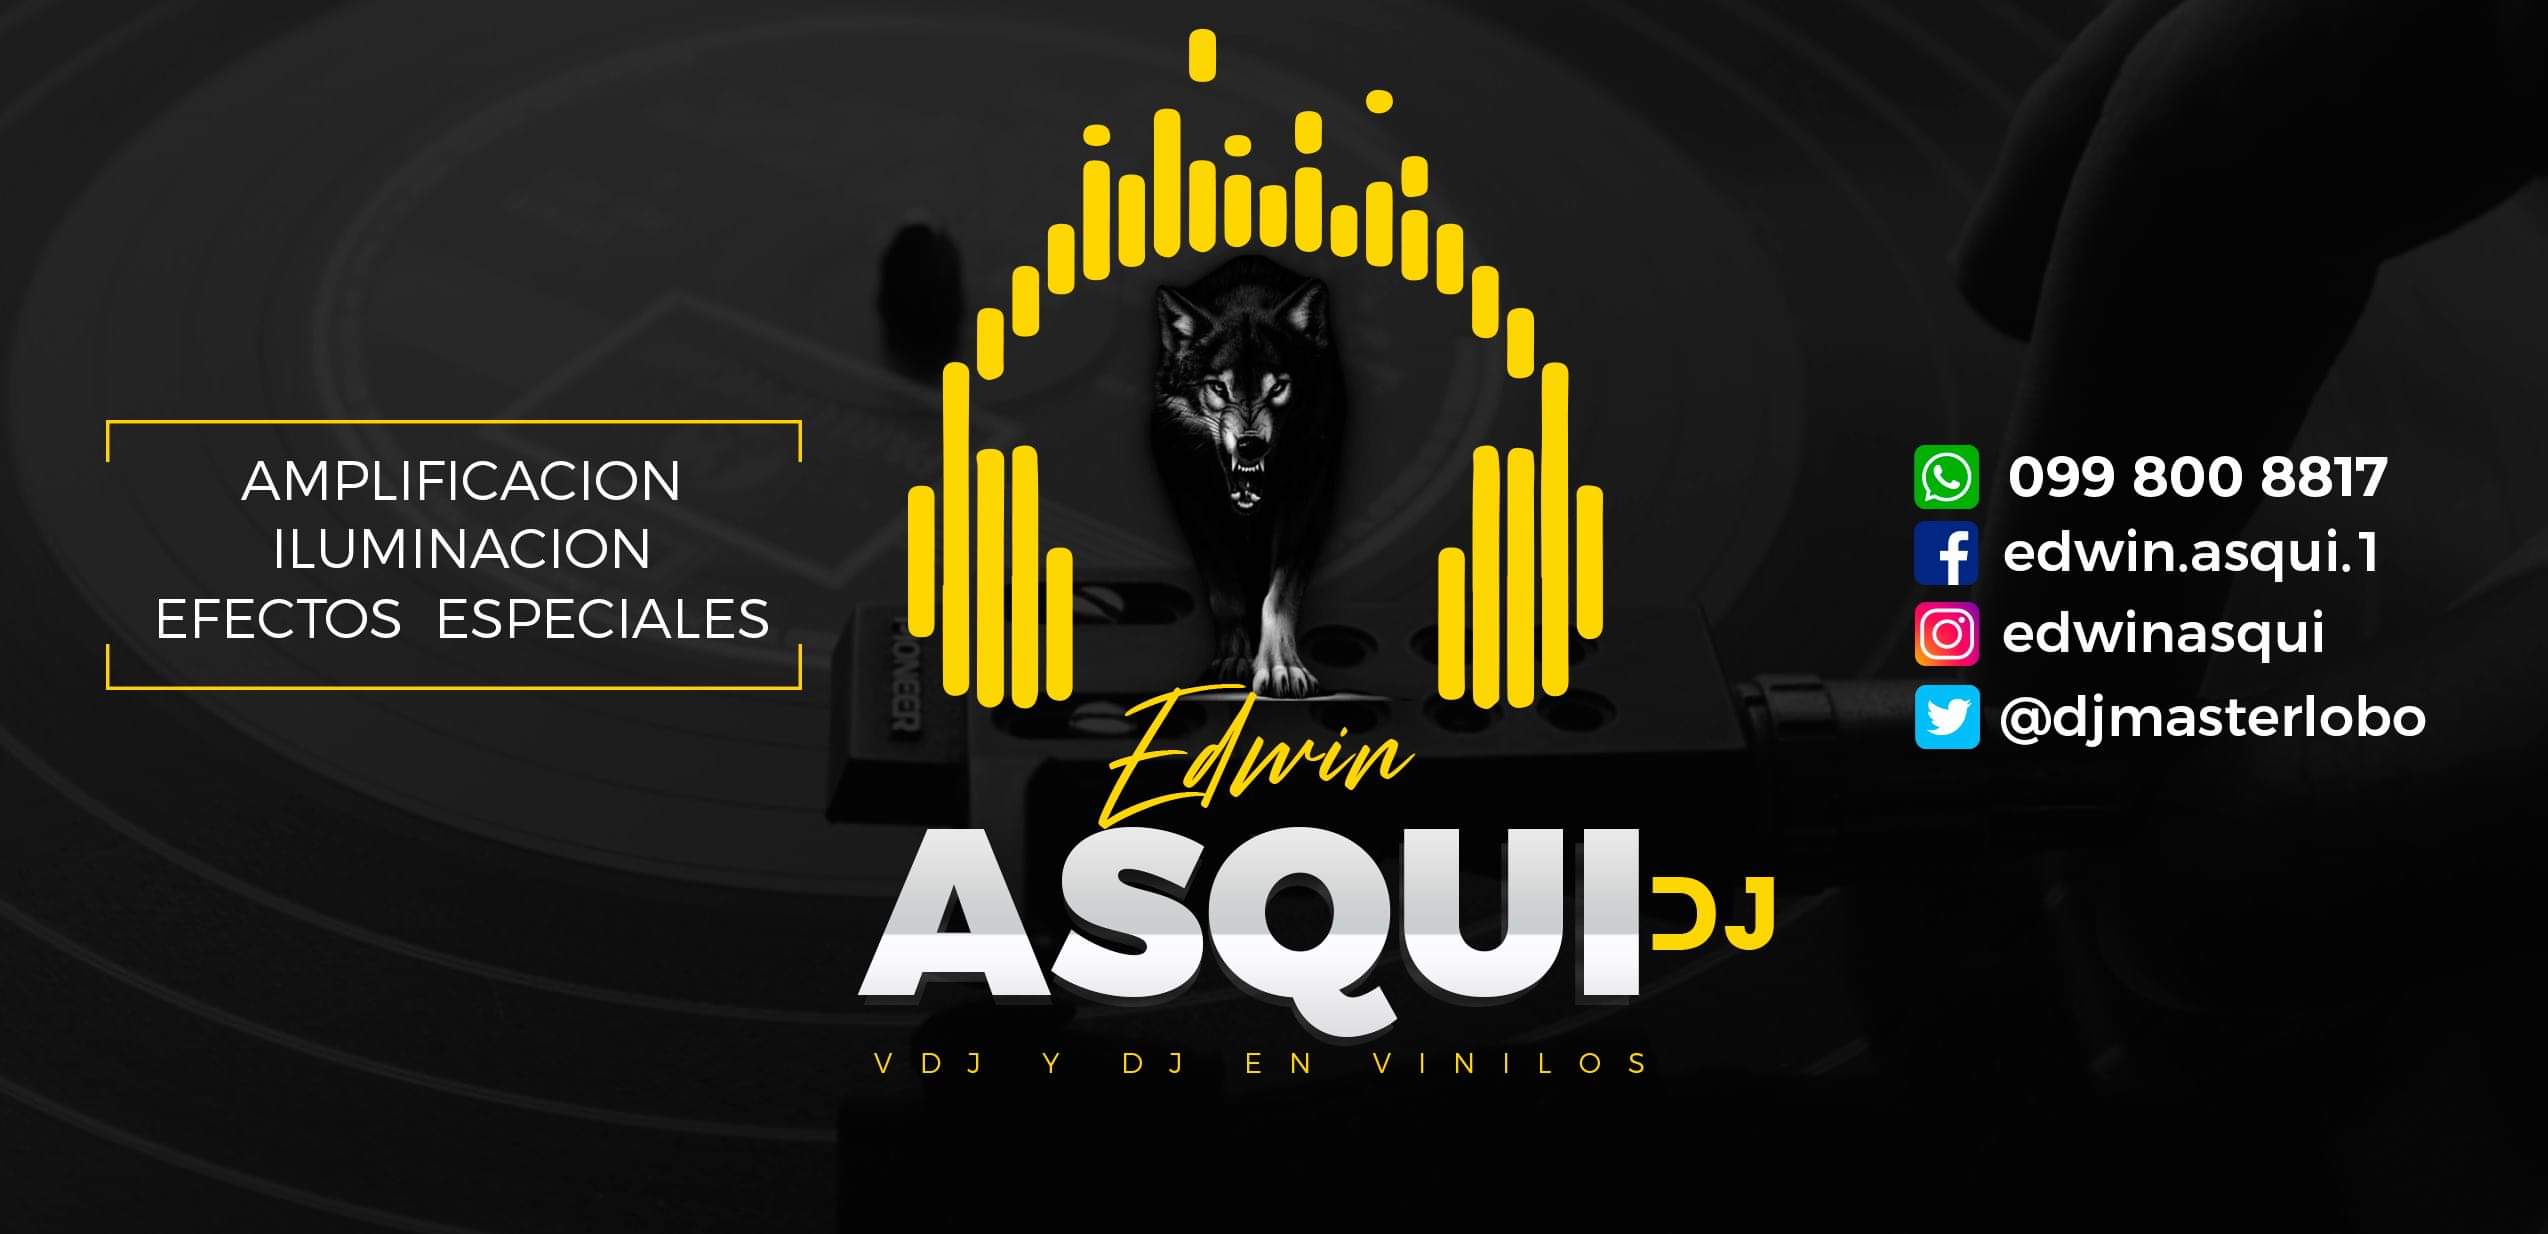 AMPLIFICACION
ILUMINACION
EFECTOS ESPECIALES
PIONEER
Edwin
ASQUI DJ
VDJ Y DJ EN VINILOS
099 800 8817
edwin.asqui.1
edwinasqui
@djmasterlobo